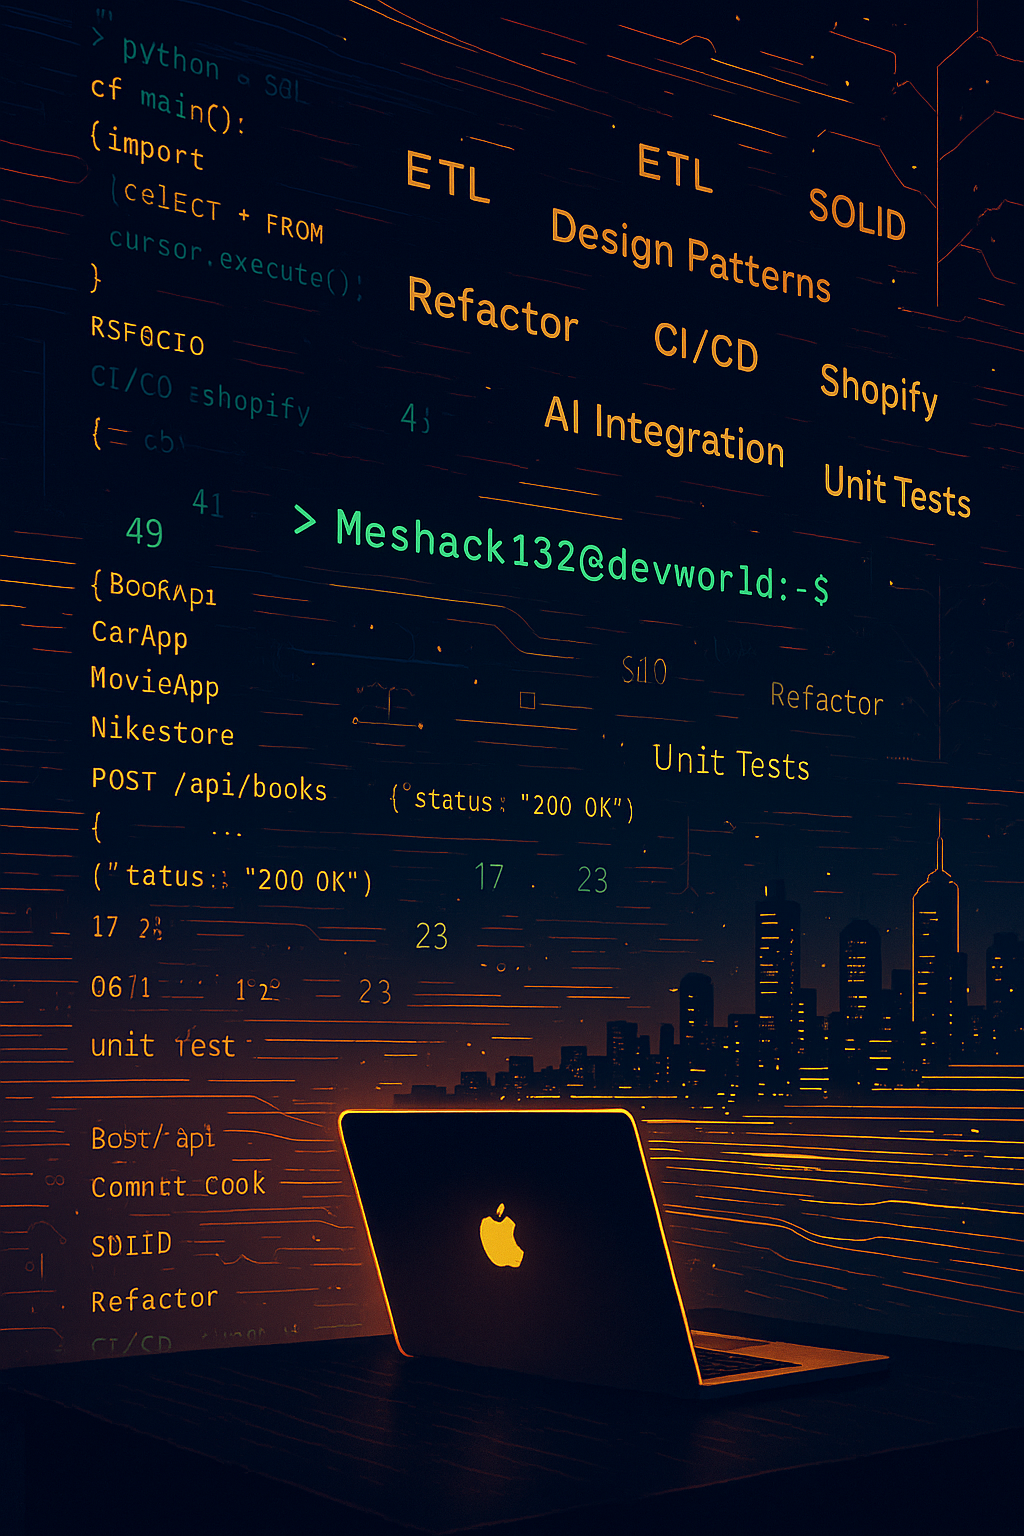 > python
SQL
cf main():
{import
celECT + FROM
cursor.execute();
}
RSF0CIO
CI/CO shopify
{=
ETL
ETL
SOLID
Design Patterns
Refactor
CI/CD
Shopify
AI Integration
Unit Tests
41
49
> Meshack132@devworld:-$
{BookApi
CarApp
MovieApp
Nikestore
POST /api/books
{"status: "200 OK")
{ ...
("tatus: "200 OK")
Refactor
Unit Tests
17 23
17
23
23
unit Test
Comntt Cook
SDIID
Refactor